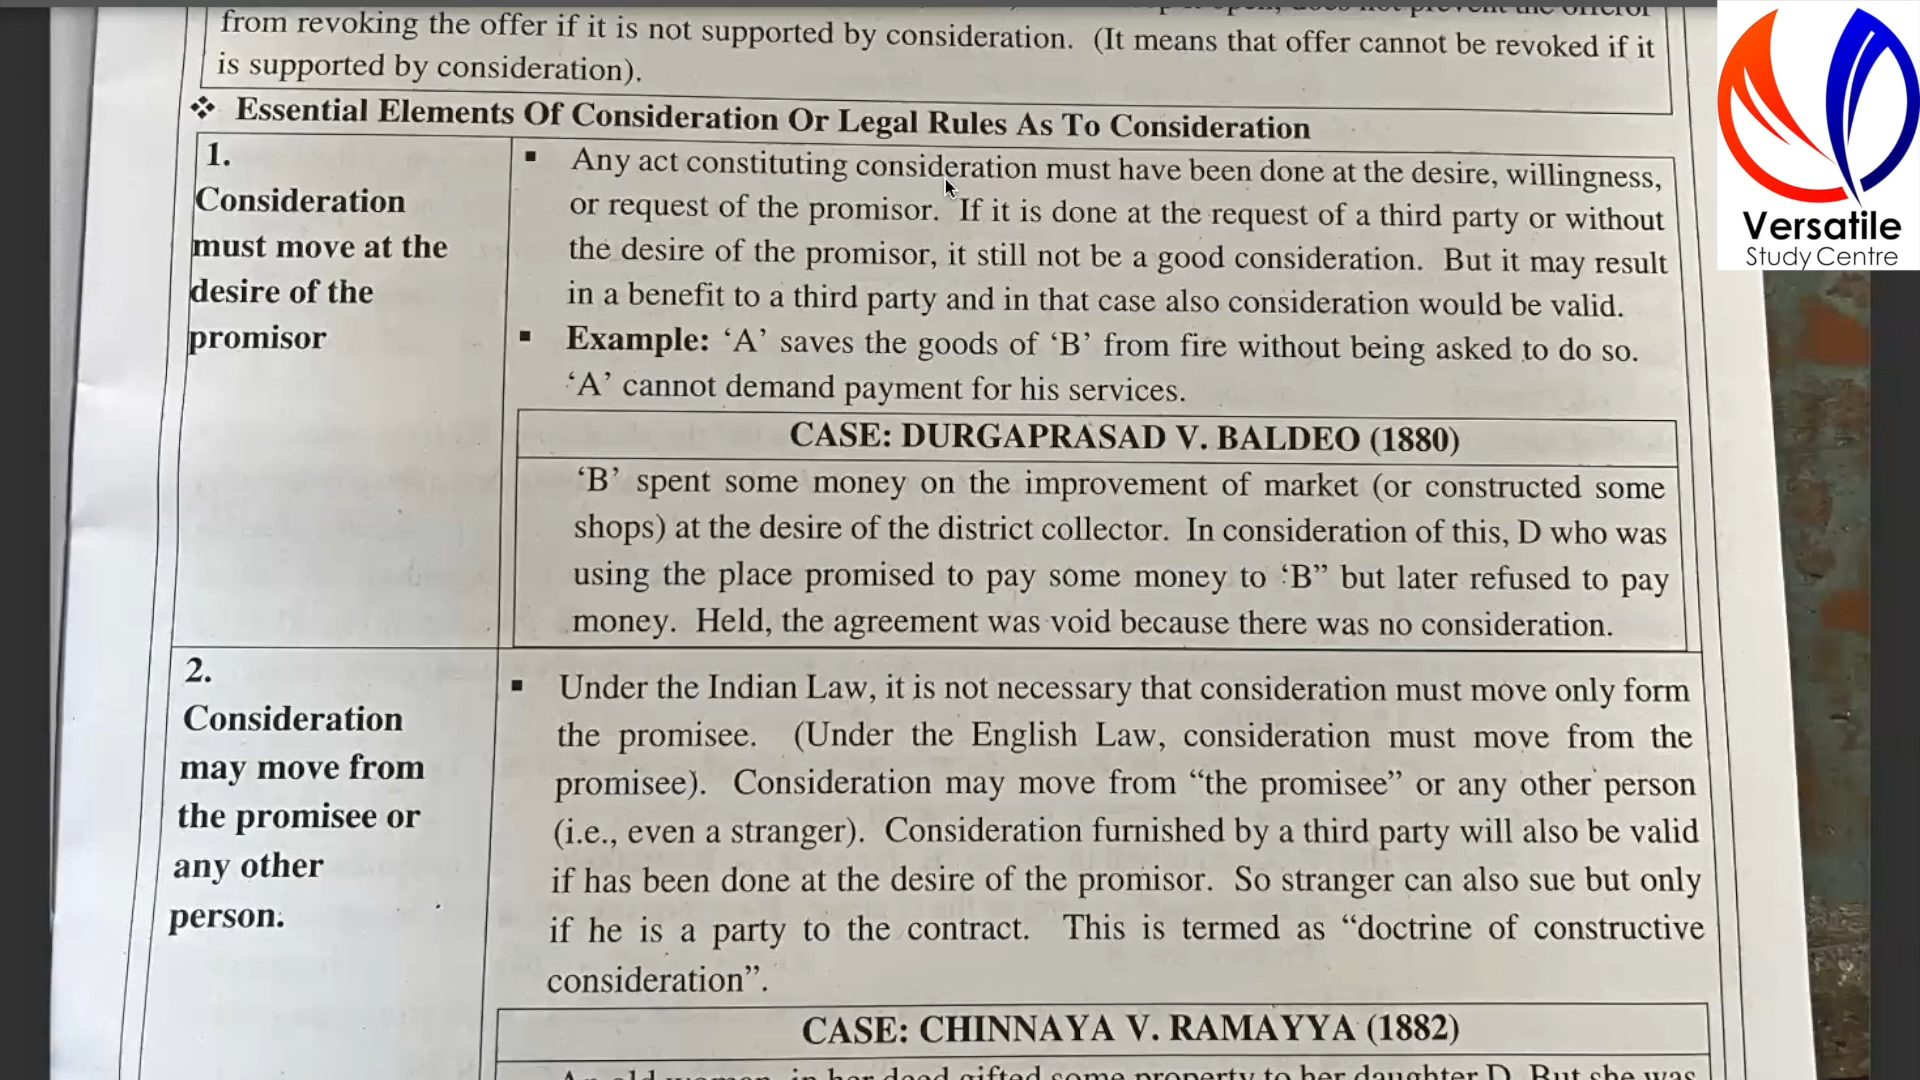 from revoking the offer if it is not supported by consideration. (It means that offer cannot be revoked if it
is supported by consideration).
❖ Essential Elements Of Consideration Or Legal Rules As To Consideration
1.
Consideration
must move at the
desire of the
promisor
▪ Any act constituting consideration must have been done at the desire, willingness,
or request of the promisor. If it is done at the request of a third party or without
the desire of the promisor, it still not be a good consideration. But it may result
in a benefit to a third party and in that case also consideration would be valid.
▪ Example: ‘A’ saves the goods of ‘B’ from fire without being asked to do so.
‘A’ cannot demand payment for his services.
CASE: DURGAPRASAD V. BALDEO (1880)
‘B’ spent some money on the improvement of market (or constructed some
shops) at the desire of the district collector. In consideration of this, D who was
using the place promised to pay some money to ‘B” but later refused to pay
money. Held, the agreement was void because there was no consideration.
2.
Consideration
may move from
the promisee or
any other
person.
▪ Under the Indian Law, it is not necessary that consideration must move only form
the promisee. (Under the English Law, consideration must move from the
promisee). Consideration may move from “the promisee” or any other person
(i.e., even a stranger). Consideration furnished by a third party will also be valid
if has been done at the desire of the promisor. So stranger can also sue but only
if he is a party to the contract. This is termed as “doctrine of constructive
consideration”.
CASE: CHINNAYA V. RAMAYYA (1882)
in her deed gifted some property to her daughter D. But she was
Versatile
Study Centre